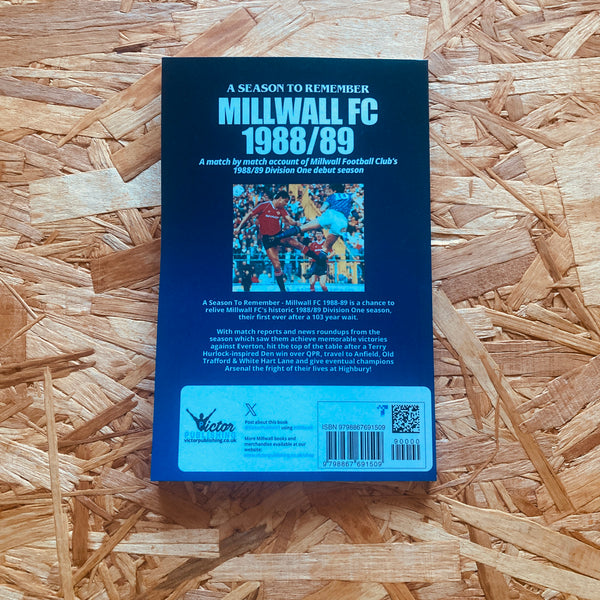 A SEASON TO REMEMBER
MILLWALL FC
1988/89
A match by match account of Millwall Football Club's
1988/89 Division One debut season
A Season To Remember - Millwall FC 1988-89 is a chance to
relive Millwall FC's historic 1988/89 Division One season,
their first ever after a 103 year wait.
With match reports and news roundups from the
season which saw them achieve memorable victories
against Everton, hit the top of the table after a Terry
Hurlock-inspired Den win over QPR, travel to Anfield, Old
Trafford & White Hart Lane and give eventual champions
Arsenal the fright of their lives at Highbury!
Victor
PUBLISHING
victorpublishing.co.uk
X
Post about this book
using
More Millwall books and
merchandise available at our
website:
ISBN 9798867691509
90000
9 798867 691509